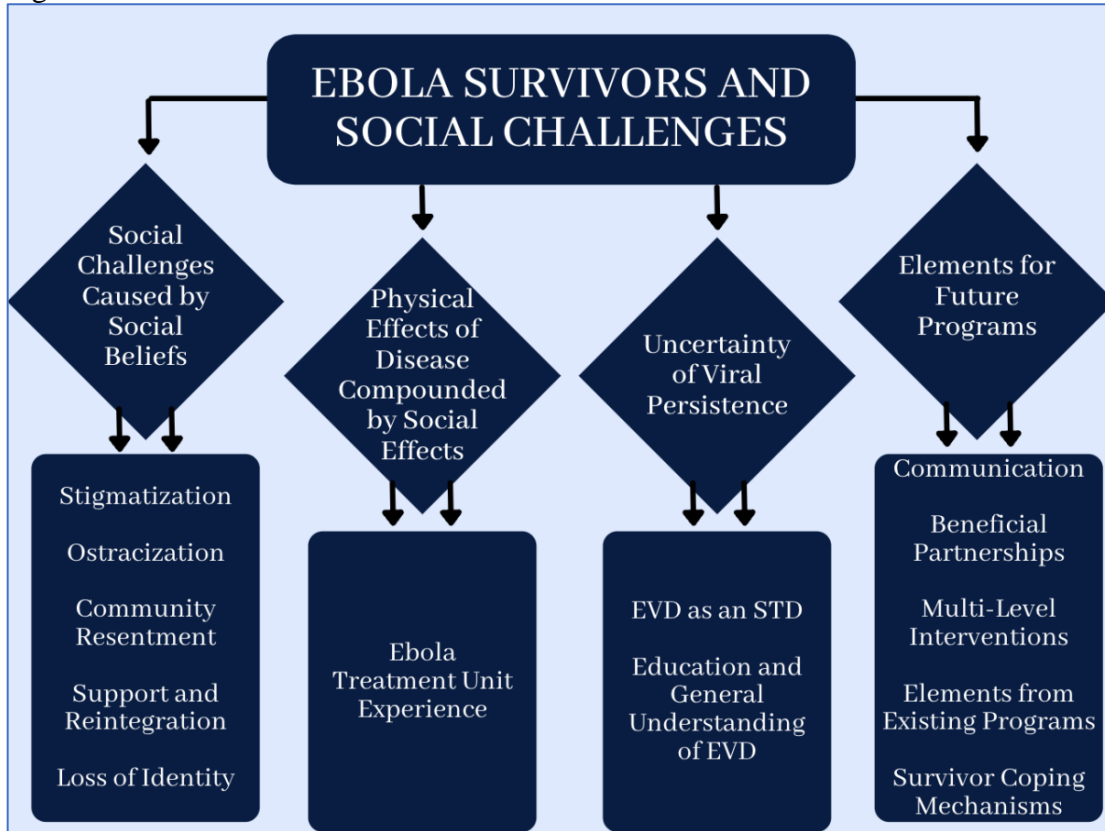 EBOLA SURVIVORS AND
SOCIAL CHALLENGES
Social
Challenges
Caused by
Social
Beliefs
Physical
Effects of
Disease
Compounded
by Social
Effects
Uncertainty
of Viral
Persistence
Elements for
Future
Programs
Stigmatization
Ostracization
Community
Resentment
Support and
Reintegration
Loss of Identity
Ebola
Treatment Unit
Experience
EVD as an STD
Education and
General
Understanding
of EVD
Communication
Beneficial
Partnerships
Multi-Level
Interventions
Elements from
Existing Programs
Survivor Coping
Mechanisms